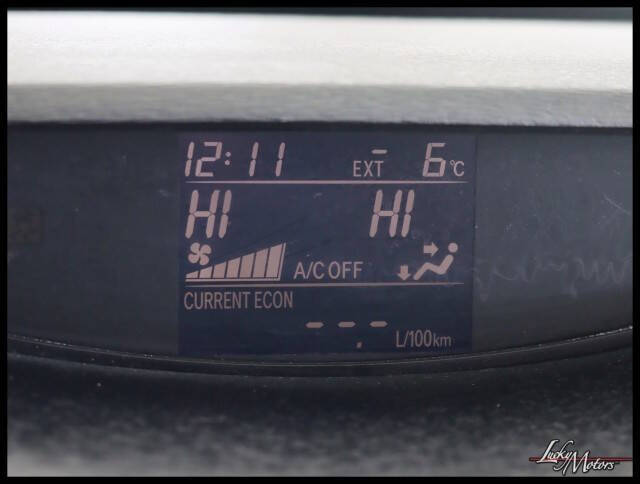 12:11 EXT -6°C
HI HI
A/C OFF
CURRENT ECON
---.- L/100km
Lucky
Motors